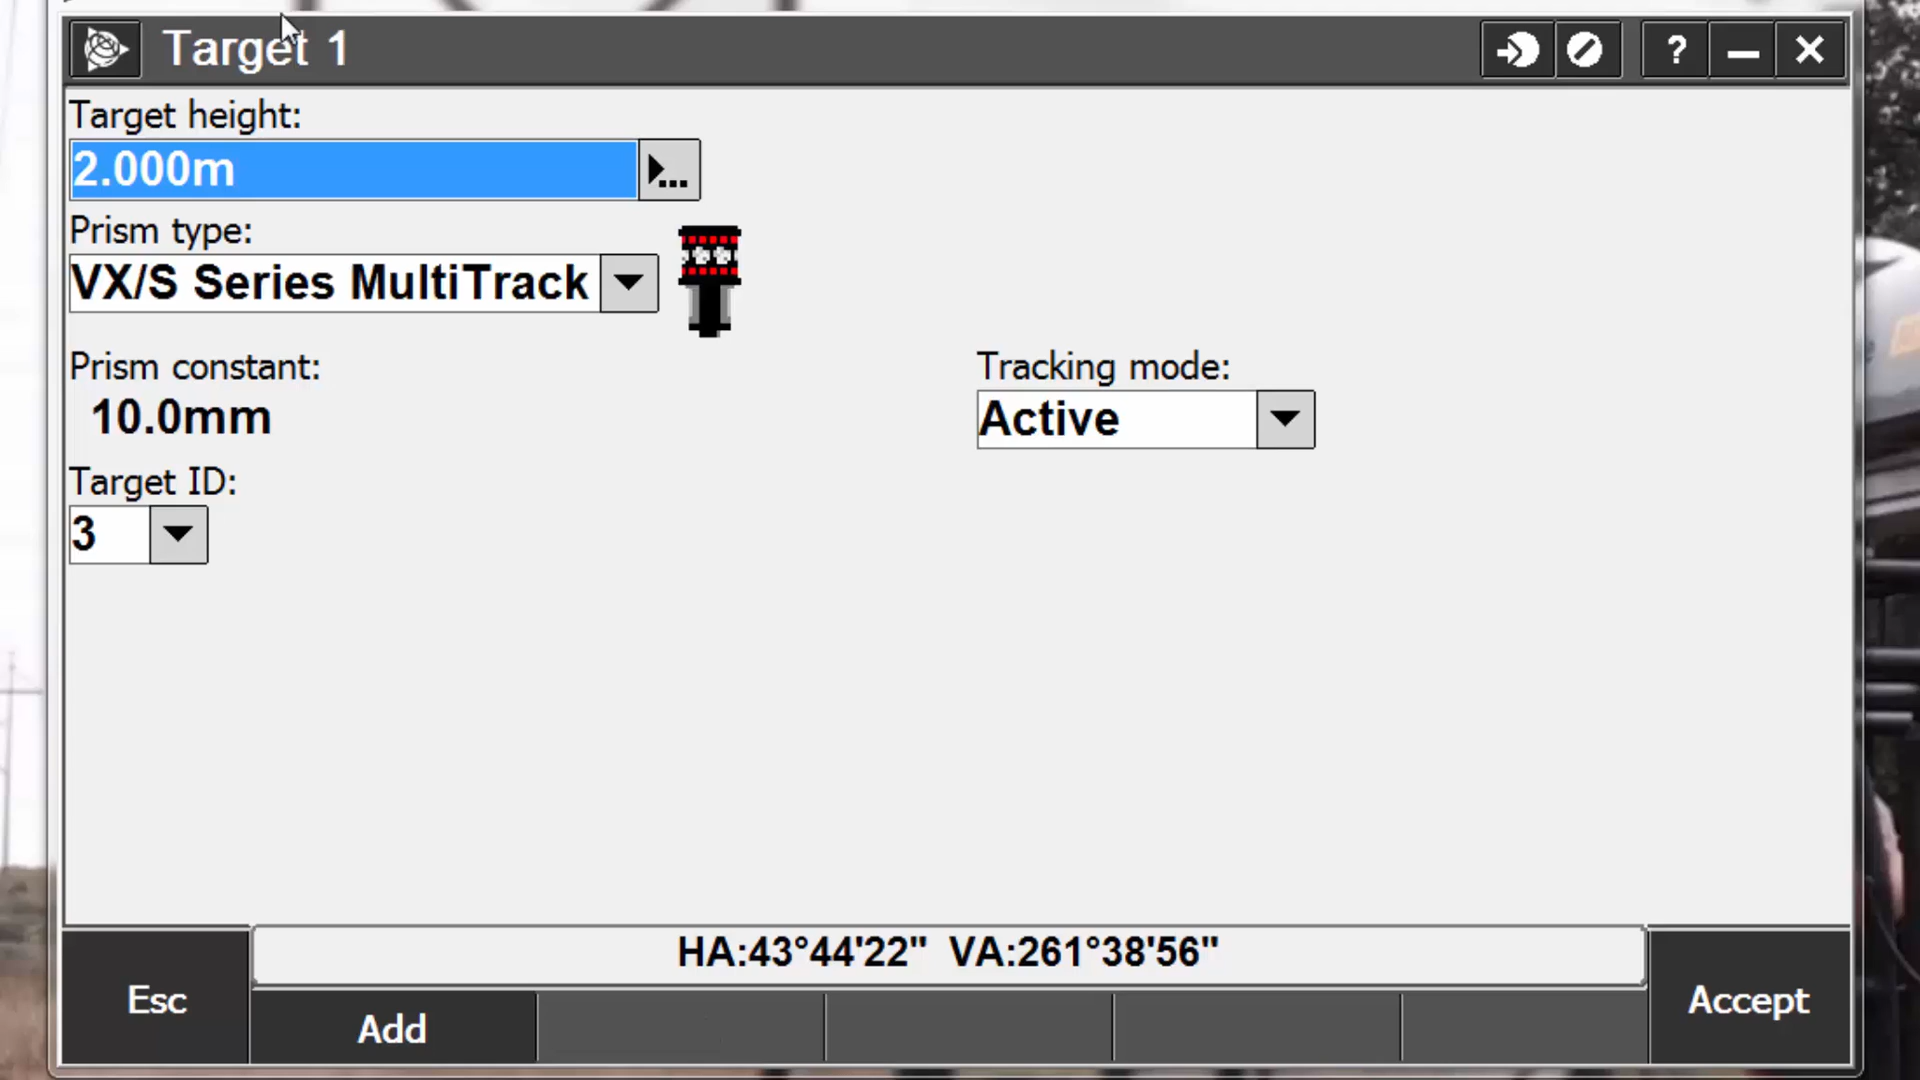 Target 1
?
Target height:
2.000m
Prism type:
VX/S Series MultiTrack
Prism constant:
10.0mm
Tracking mode:
Active
Target ID:
3
HA:43°44'22" VA:261°38'56"
Esc
Add
Accept